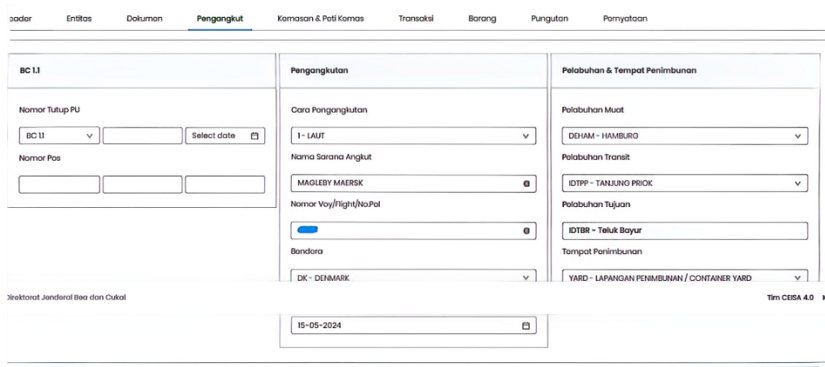 eader Entitas Dokumen Pengangkut Kemasan & Peti Kemas Transaksi Barang Pungutan Pernyataan
BC 1.1
Nomor Tutup PU
BC 1.1 Select date
Nomor Pos
Pengangkutan
Cara Pengangkutan
1 - LAUT
Nama Sarana Angkut
MAGLEBY MAERSK
Nomor Voy/Flight/No.Pol
Bendera
DK - DENMARK
15-05-2024
Pelabuhan & Tempat Penimbunan
Pelabuhan Muat
DEHAM - HAMBURG
Pelabuhan Transit
IDTPP - TANJUNG PRIOK
Pelabuhan Tujuan
IDTBR - Teluk Bayur
Tempat Penimbunan
YARD - LAPANGAN PENIMBUNAN / CONTAINER YARD
Direktorat Jenderal Bea dan Cukai
Tim CEISA 4.0